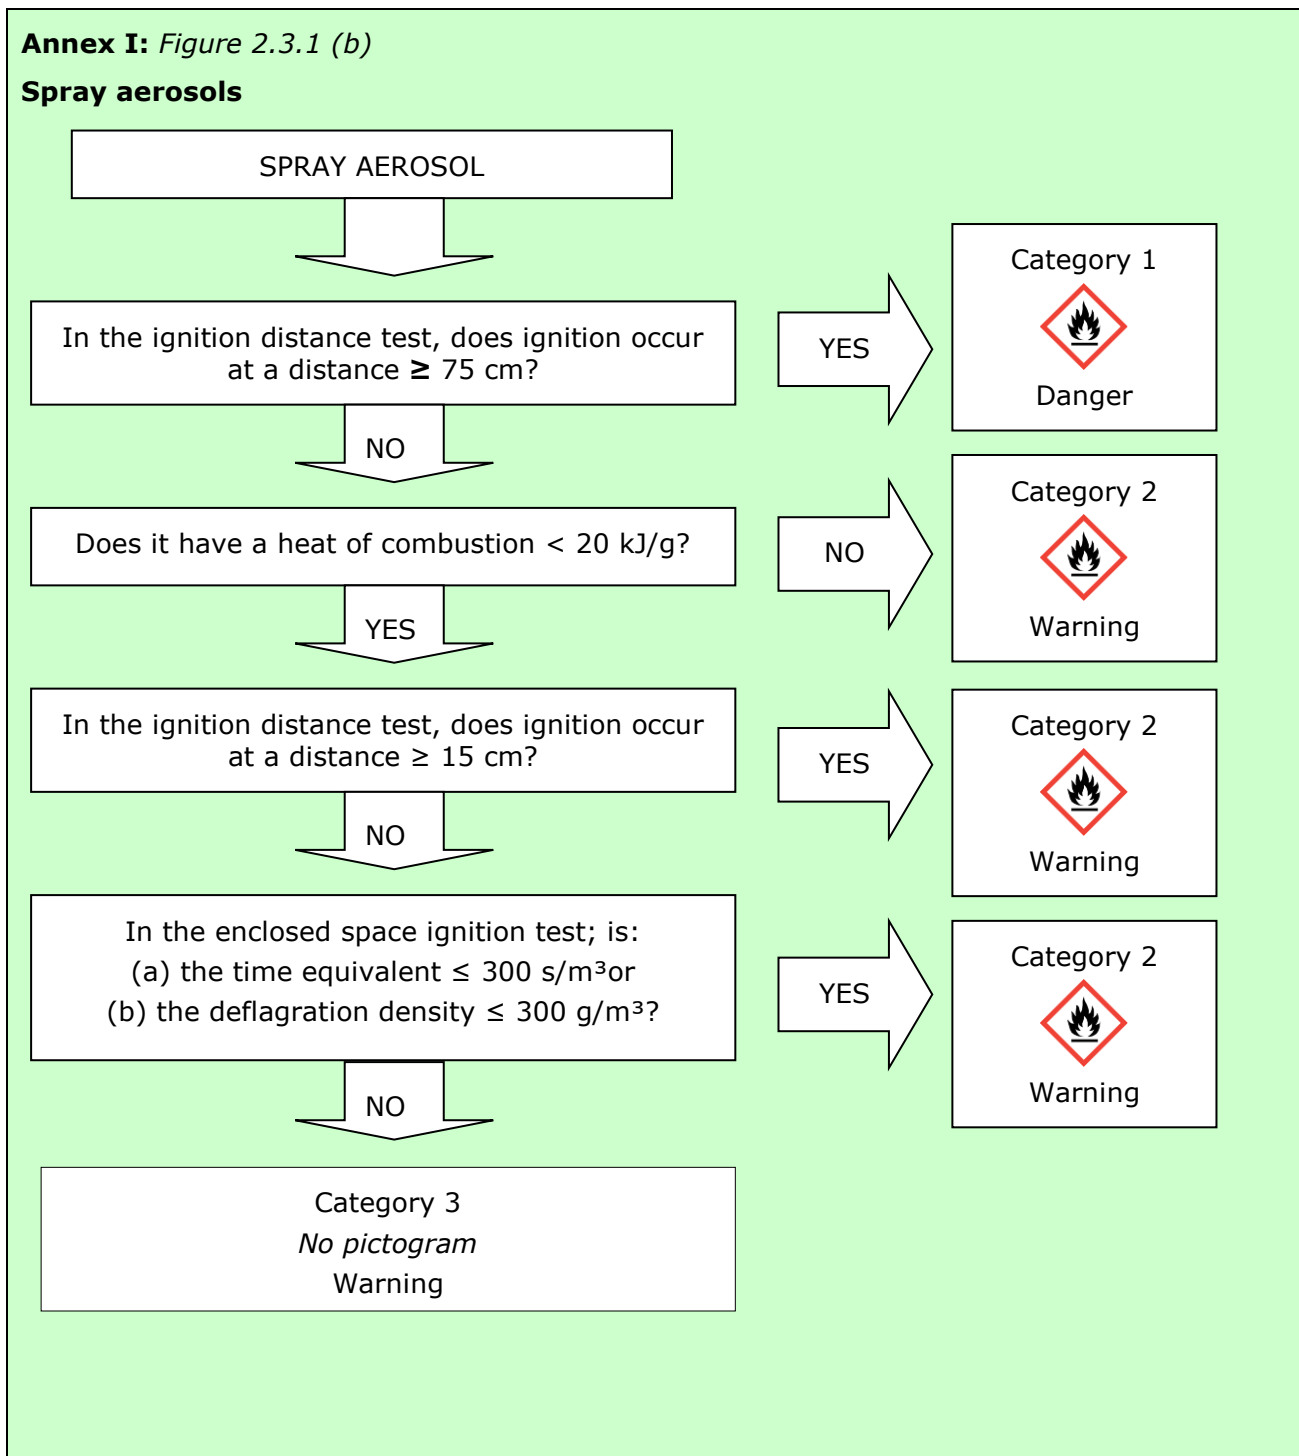 Annex I: Figure 2.3.1 (b)
Spray aerosols
SPRAY AEROSOL
In the ignition distance test, does ignition occur
at a distance ≥ 75 cm?
YES
Category 1
Danger
NO
Does it have a heat of combustion < 20 kJ/g?
NO
Category 2
Warning
YES
In the ignition distance test, does ignition occur
at a distance ≥ 15 cm?
YES
Category 2
Warning
NO
In the enclosed space ignition test; is:
(a) the time equivalent ≤ 300 s/m³or
(b) the deflagration density ≤ 300 g/m³?
YES
Category 2
Warning
NO
Category 3
No pictogram
Warning